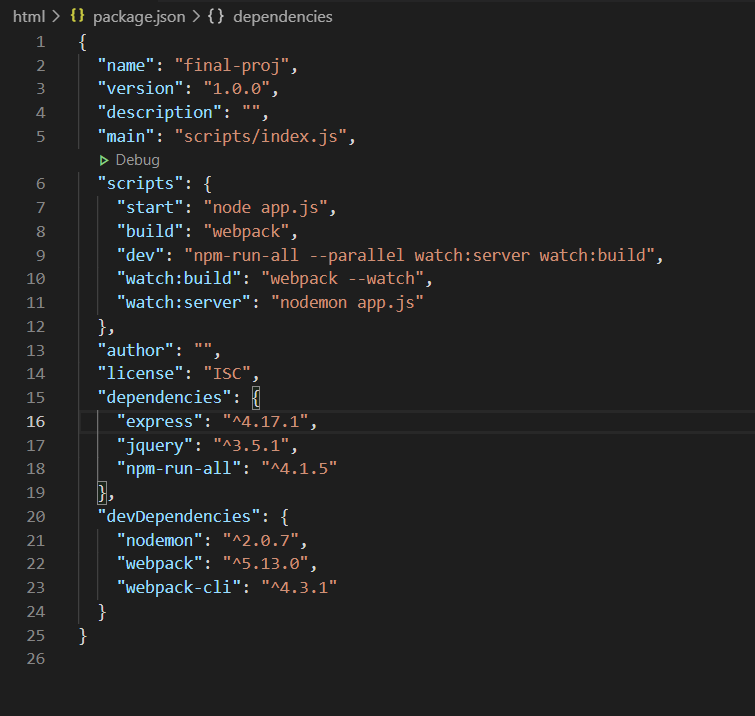 html > {} package.json > {} dependencies
1 {
2 "name": "final-proj",
3 "version": "1.0.0",
4 "description": "",
5 "main": "scripts/index.js",
Debug
6 "scripts": {
7 "start": "node app.js",
8 "build": "webpack",
9 "dev": "npm-run-all --parallel watch:server watch:build",
10 "watch:build": "webpack --watch",
11 "watch:server": "nodemon app.js"
12 },
13 "author": "",
14 "license": "ISC",
15 "dependencies": {
16 "express": "^4.17.1",
17 "jquery": "^3.5.1",
18 "npm-run-all": "^4.1.5"
19 },
20 "devDependencies": {
21 "nodemon": "^2.0.7",
22 "webpack": "^5.13.0",
23 "webpack-cli": "^4.3.1"
24 }
25 }
26